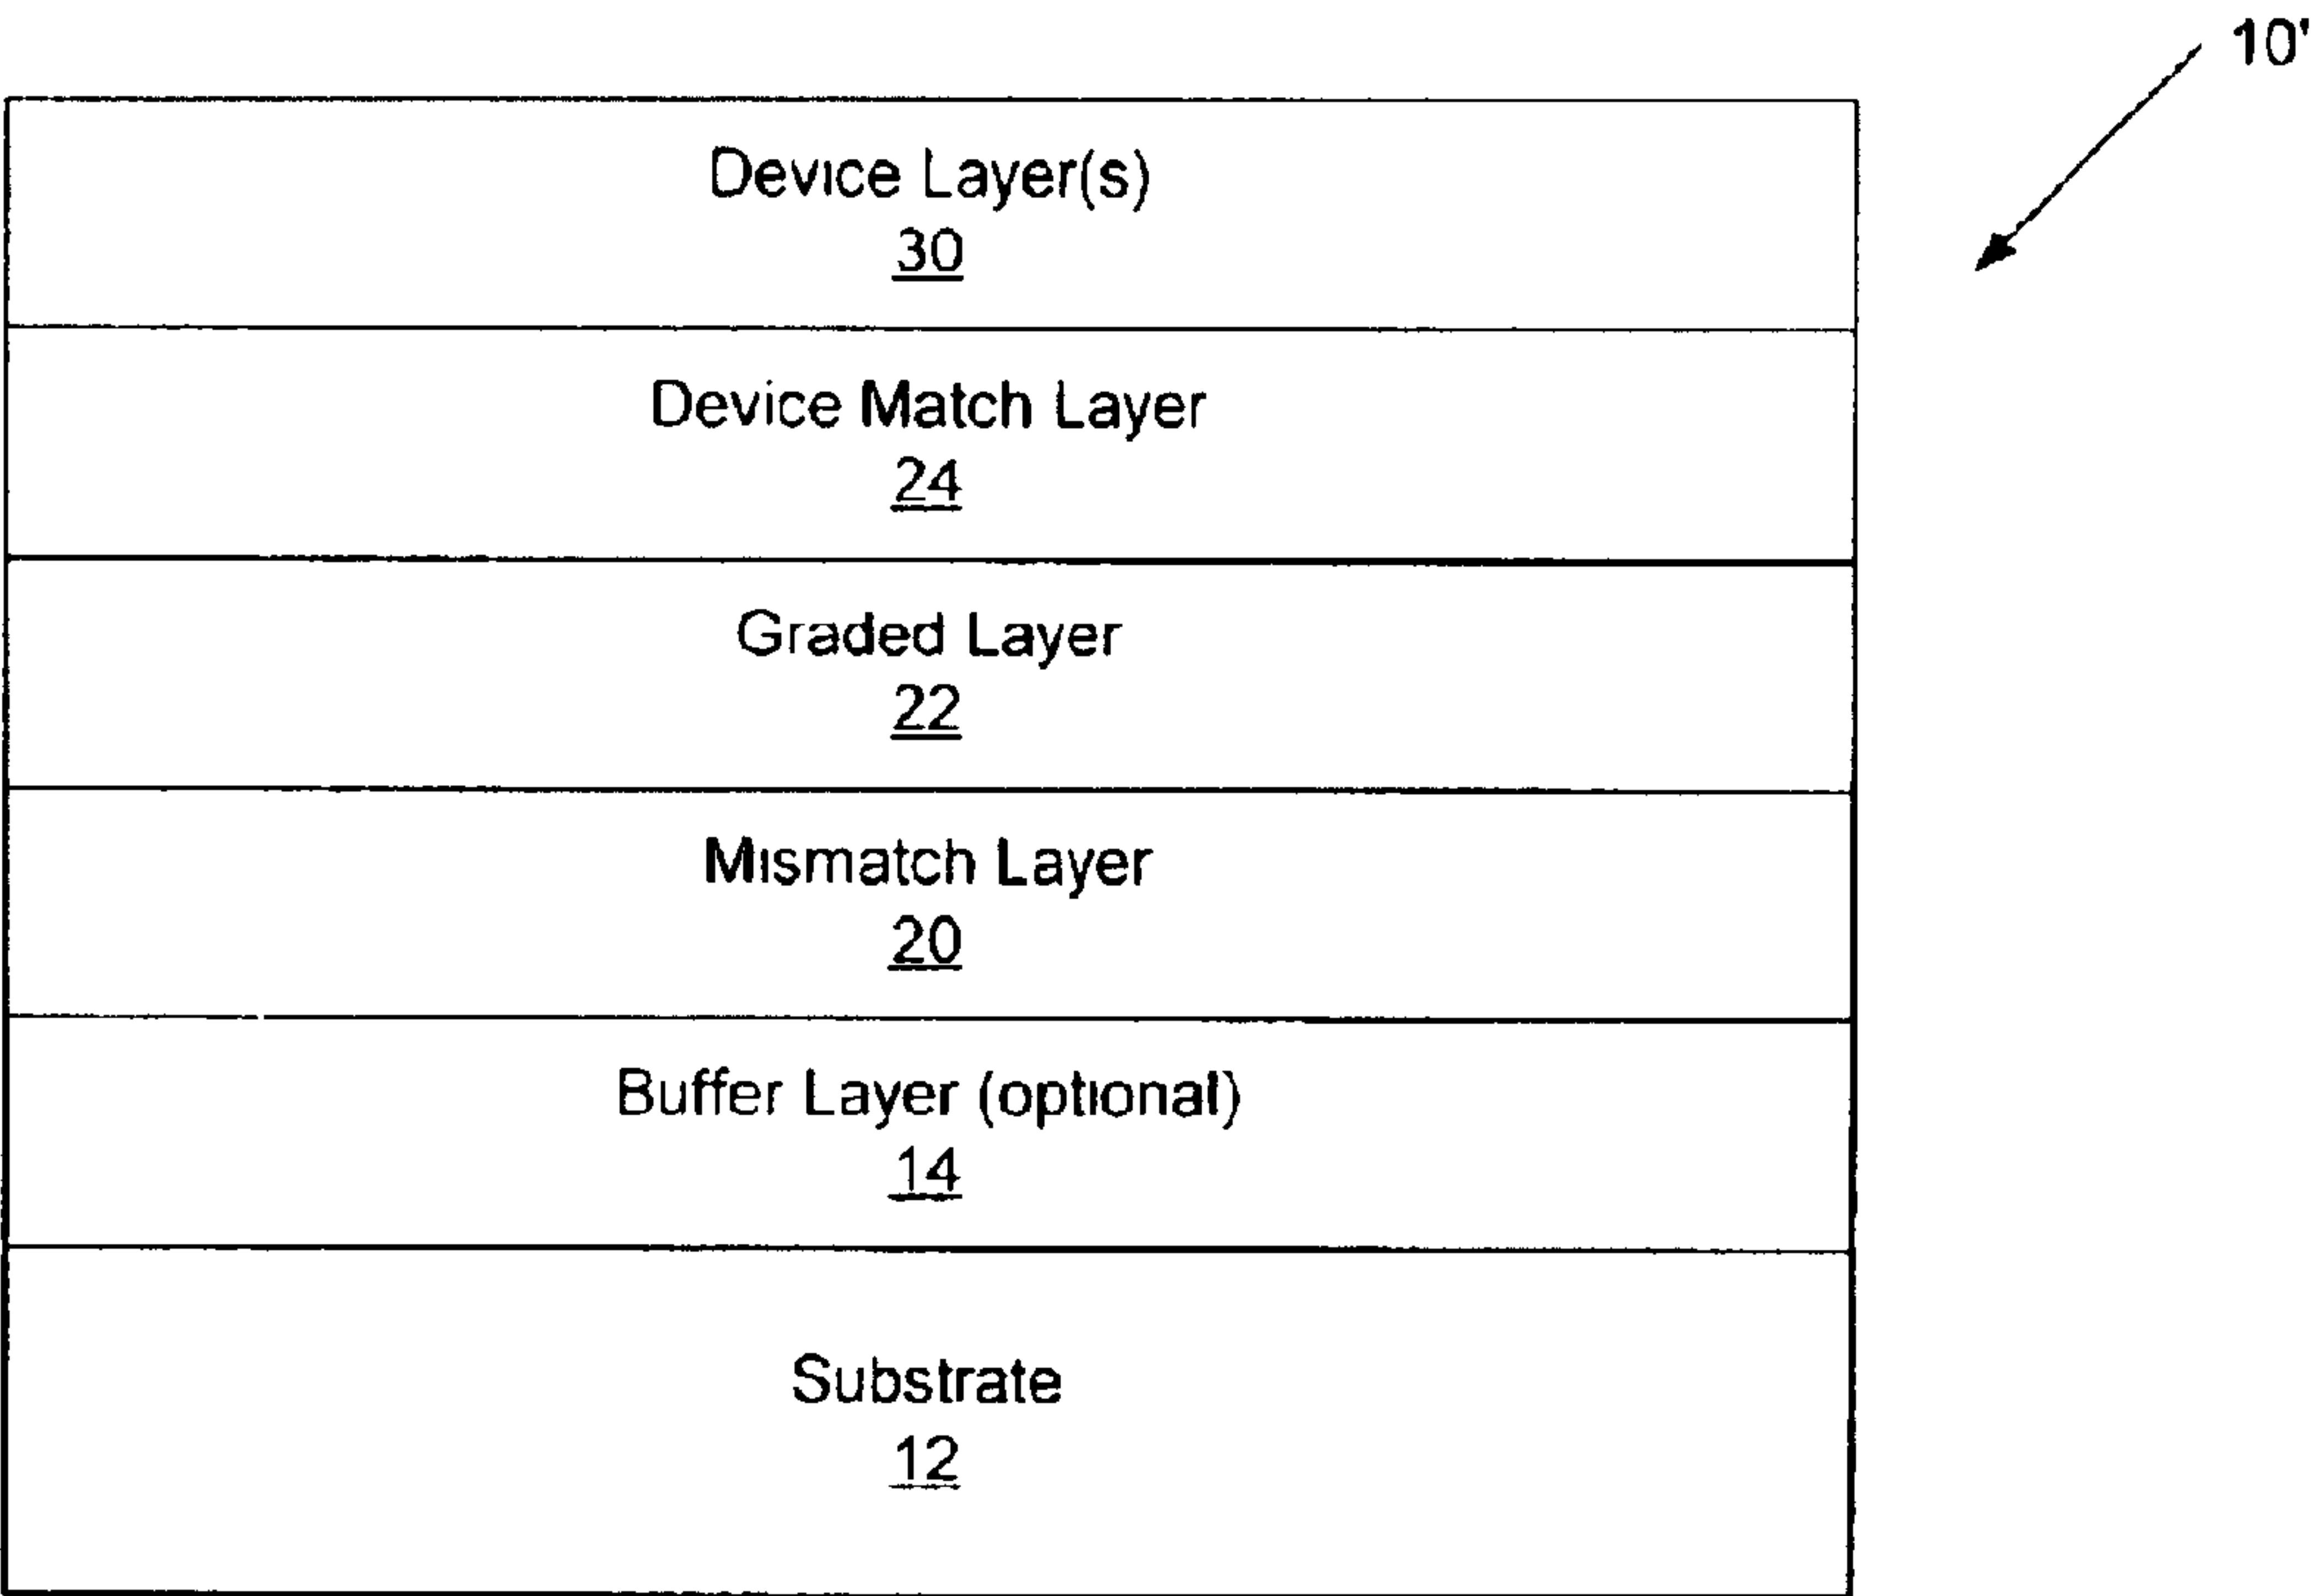 10'
Device Layer(s)
30
Device Match Layer
24
Graded Layer
22
Mismatch Layer
20
Buffer Layer (optional)
14
Substrate
12